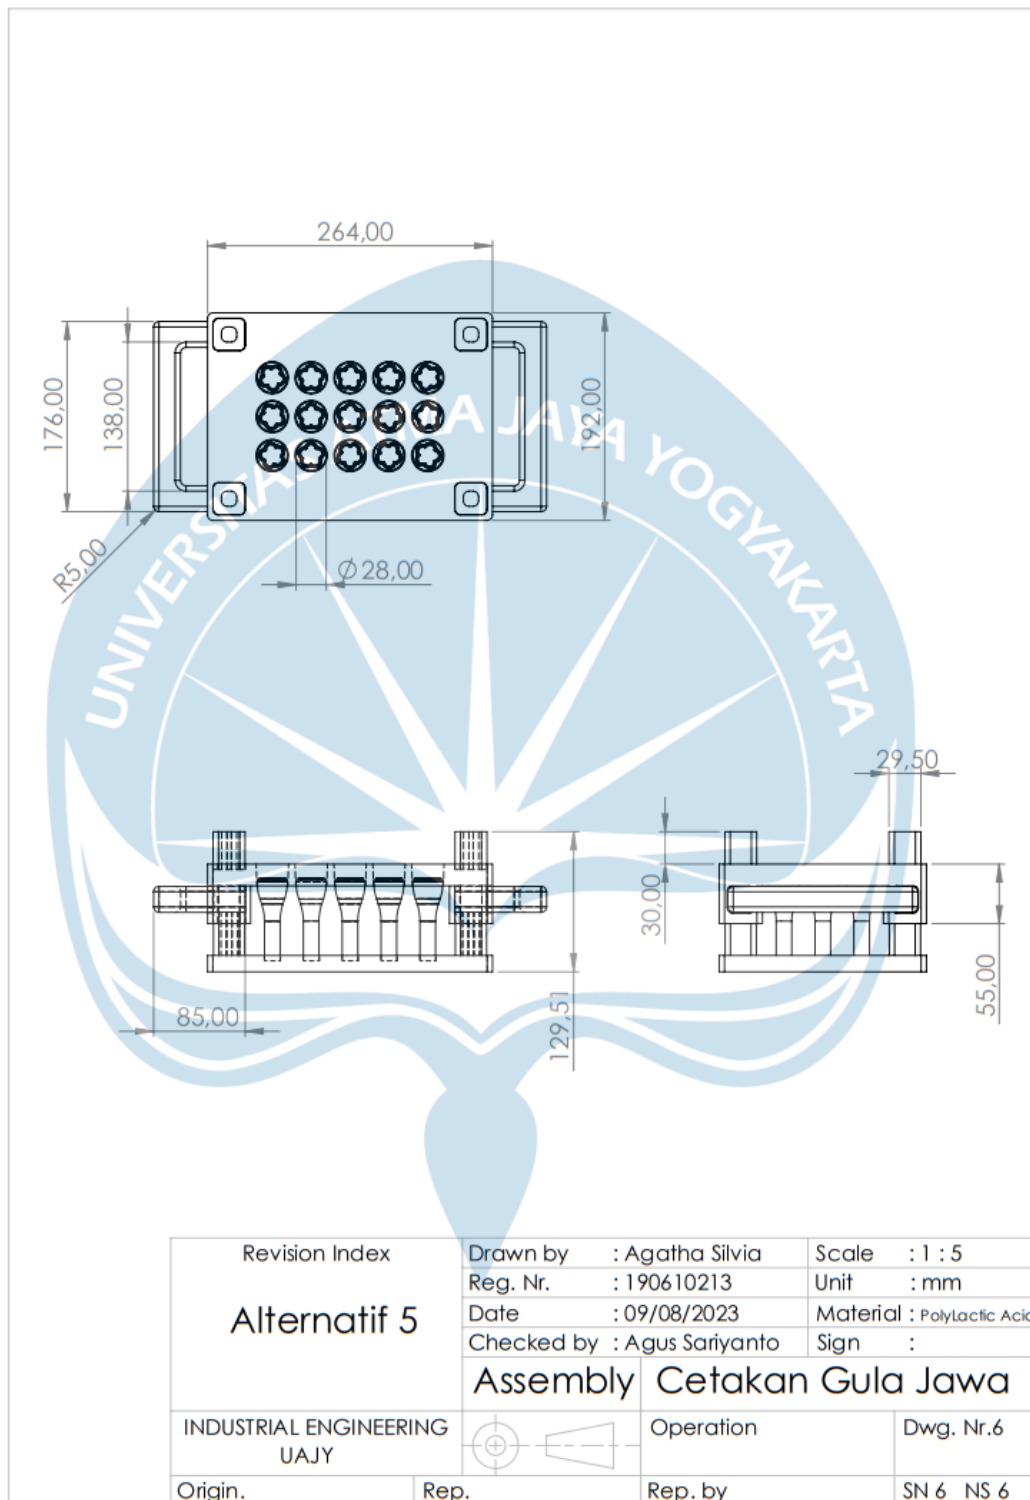 264,00
176,00
138,00
192,00
R5,00
Ø28,00
UNIVERSITAS ATMA JAYA YOGYAKARTA
29,50
30,00
55,00
85,00
129,51
Revision Index
Alternatif 5
Drawn by : Agatha Silvia
Scale : 1 : 5
Reg. Nr. : 190610213
Unit : mm
Date : 09/08/2023
Material : PolyLactic Acid
Checked by : Agus Sariyanto
Sign :
Assembly
Cetakan Gula Jawa
INDUSTRIAL ENGINEERING
UAJY
Operation
Dwg. Nr.6
Origin.
Rep.
Rep. by
SN 6 NS 6